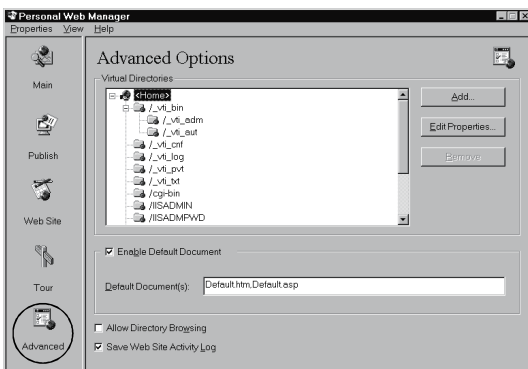 Personal Web Manager
Properties View Help
Main
Publish
Web Site
Tour
Advanced
Advanced Options
Virtual Directories
<Home>
/_vti_bin
/_vti_adm
/_vti_aut
/_vti_cnf
/_vti_log
/_vti_pvt
/_vti_txt
/cgi-bin
/IISADMIN
/IISADMPWD
Add...
Edit Properties...
Remove
Enable Default Document
Default Document(s): Default.htm,Default.asp
Allow Directory Browsing
Save Web Site Activity Log